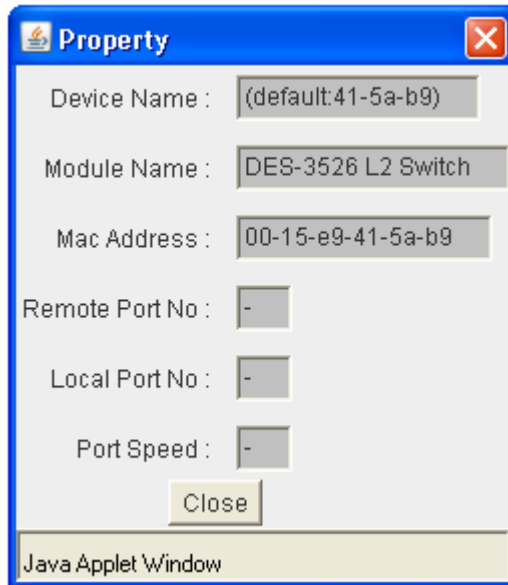 Property
Device Name : (default:41-5a-b9)
Module Name : DES-3526 L2 Switch
Mac Address : 00-15-e9-41-5a-b9
Remote Port No : -
Local Port No : -
Port Speed : -
Close
Java Applet Window